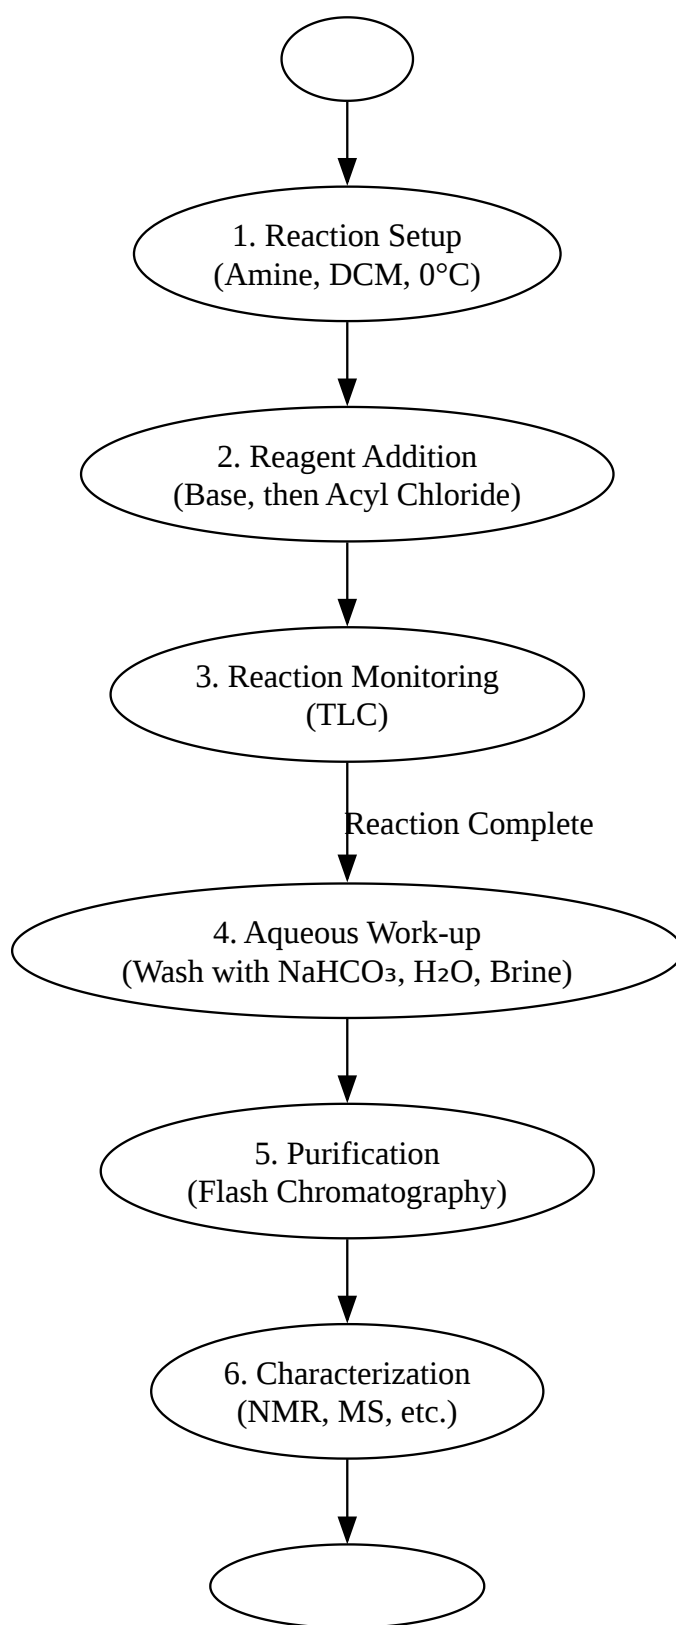 1. Reaction Setup
(Amine, DCM, 0°C)
2. Reagent Addition
(Base, then Acyl Chloride)
3. Reaction Monitoring
(TLC)
Reaction Complete
4. Aqueous Work-up
(Wash with NaHCO₃, H₂O, Brine)
5. Purification
(Flash Chromatography)
6. Characterization
(NMR, MS, etc.)